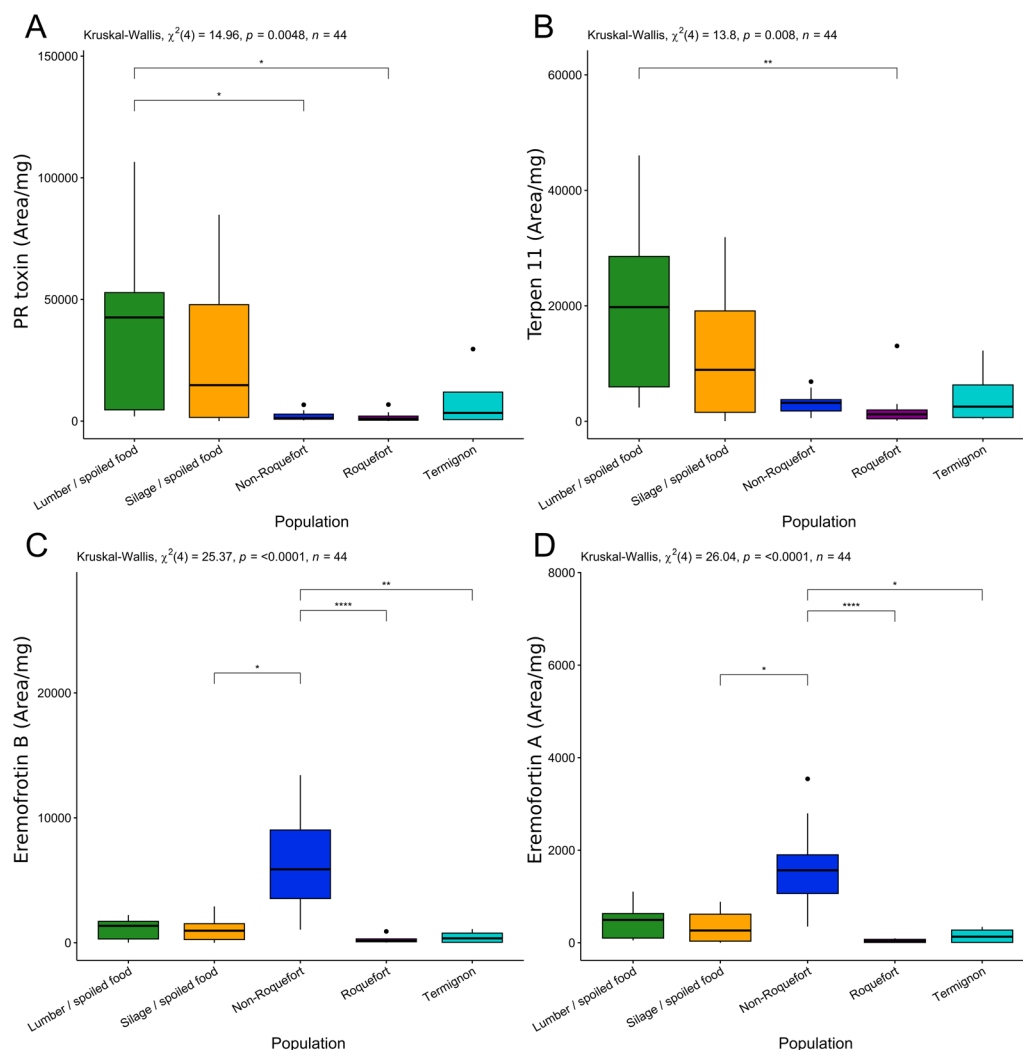 A
Kruskal-Wallis, χ²(4) = 14.96, p = 0.0048, n = 44
150000
100000
50000
0
PR toxin (Area/mg)
*
*
Lumber / spoiled food
Silage / spoiled food
Non-Roquefort
Roquefort
Termignon
Population
B
Kruskal-Wallis, χ²(4) = 13.8, p = 0.008, n = 44
60000
40000
20000
0
Terpen 11 (Area/mg)
**
Lumber / spoiled food
Silage / spoiled food
Non-Roquefort
Roquefort
Termignon
Population
C
Kruskal-Wallis, χ²(4) = 25.37, p = <0.0001, n = 44
20000
10000
0
Eremofrotin B (Area/mg)
**
****
*
Lumber / spoiled food
Silage / spoiled food
Non-Roquefort
Roquefort
Termignon
Population
D
Kruskal-Wallis, χ²(4) = 26.04, p = <0.0001, n = 44
8000
6000
4000
2000
0
Eremofortin A (Area/mg)
*
****
*
Lumber / spoiled food
Silage / spoiled food
Non-Roquefort
Roquefort
Termignon
Population